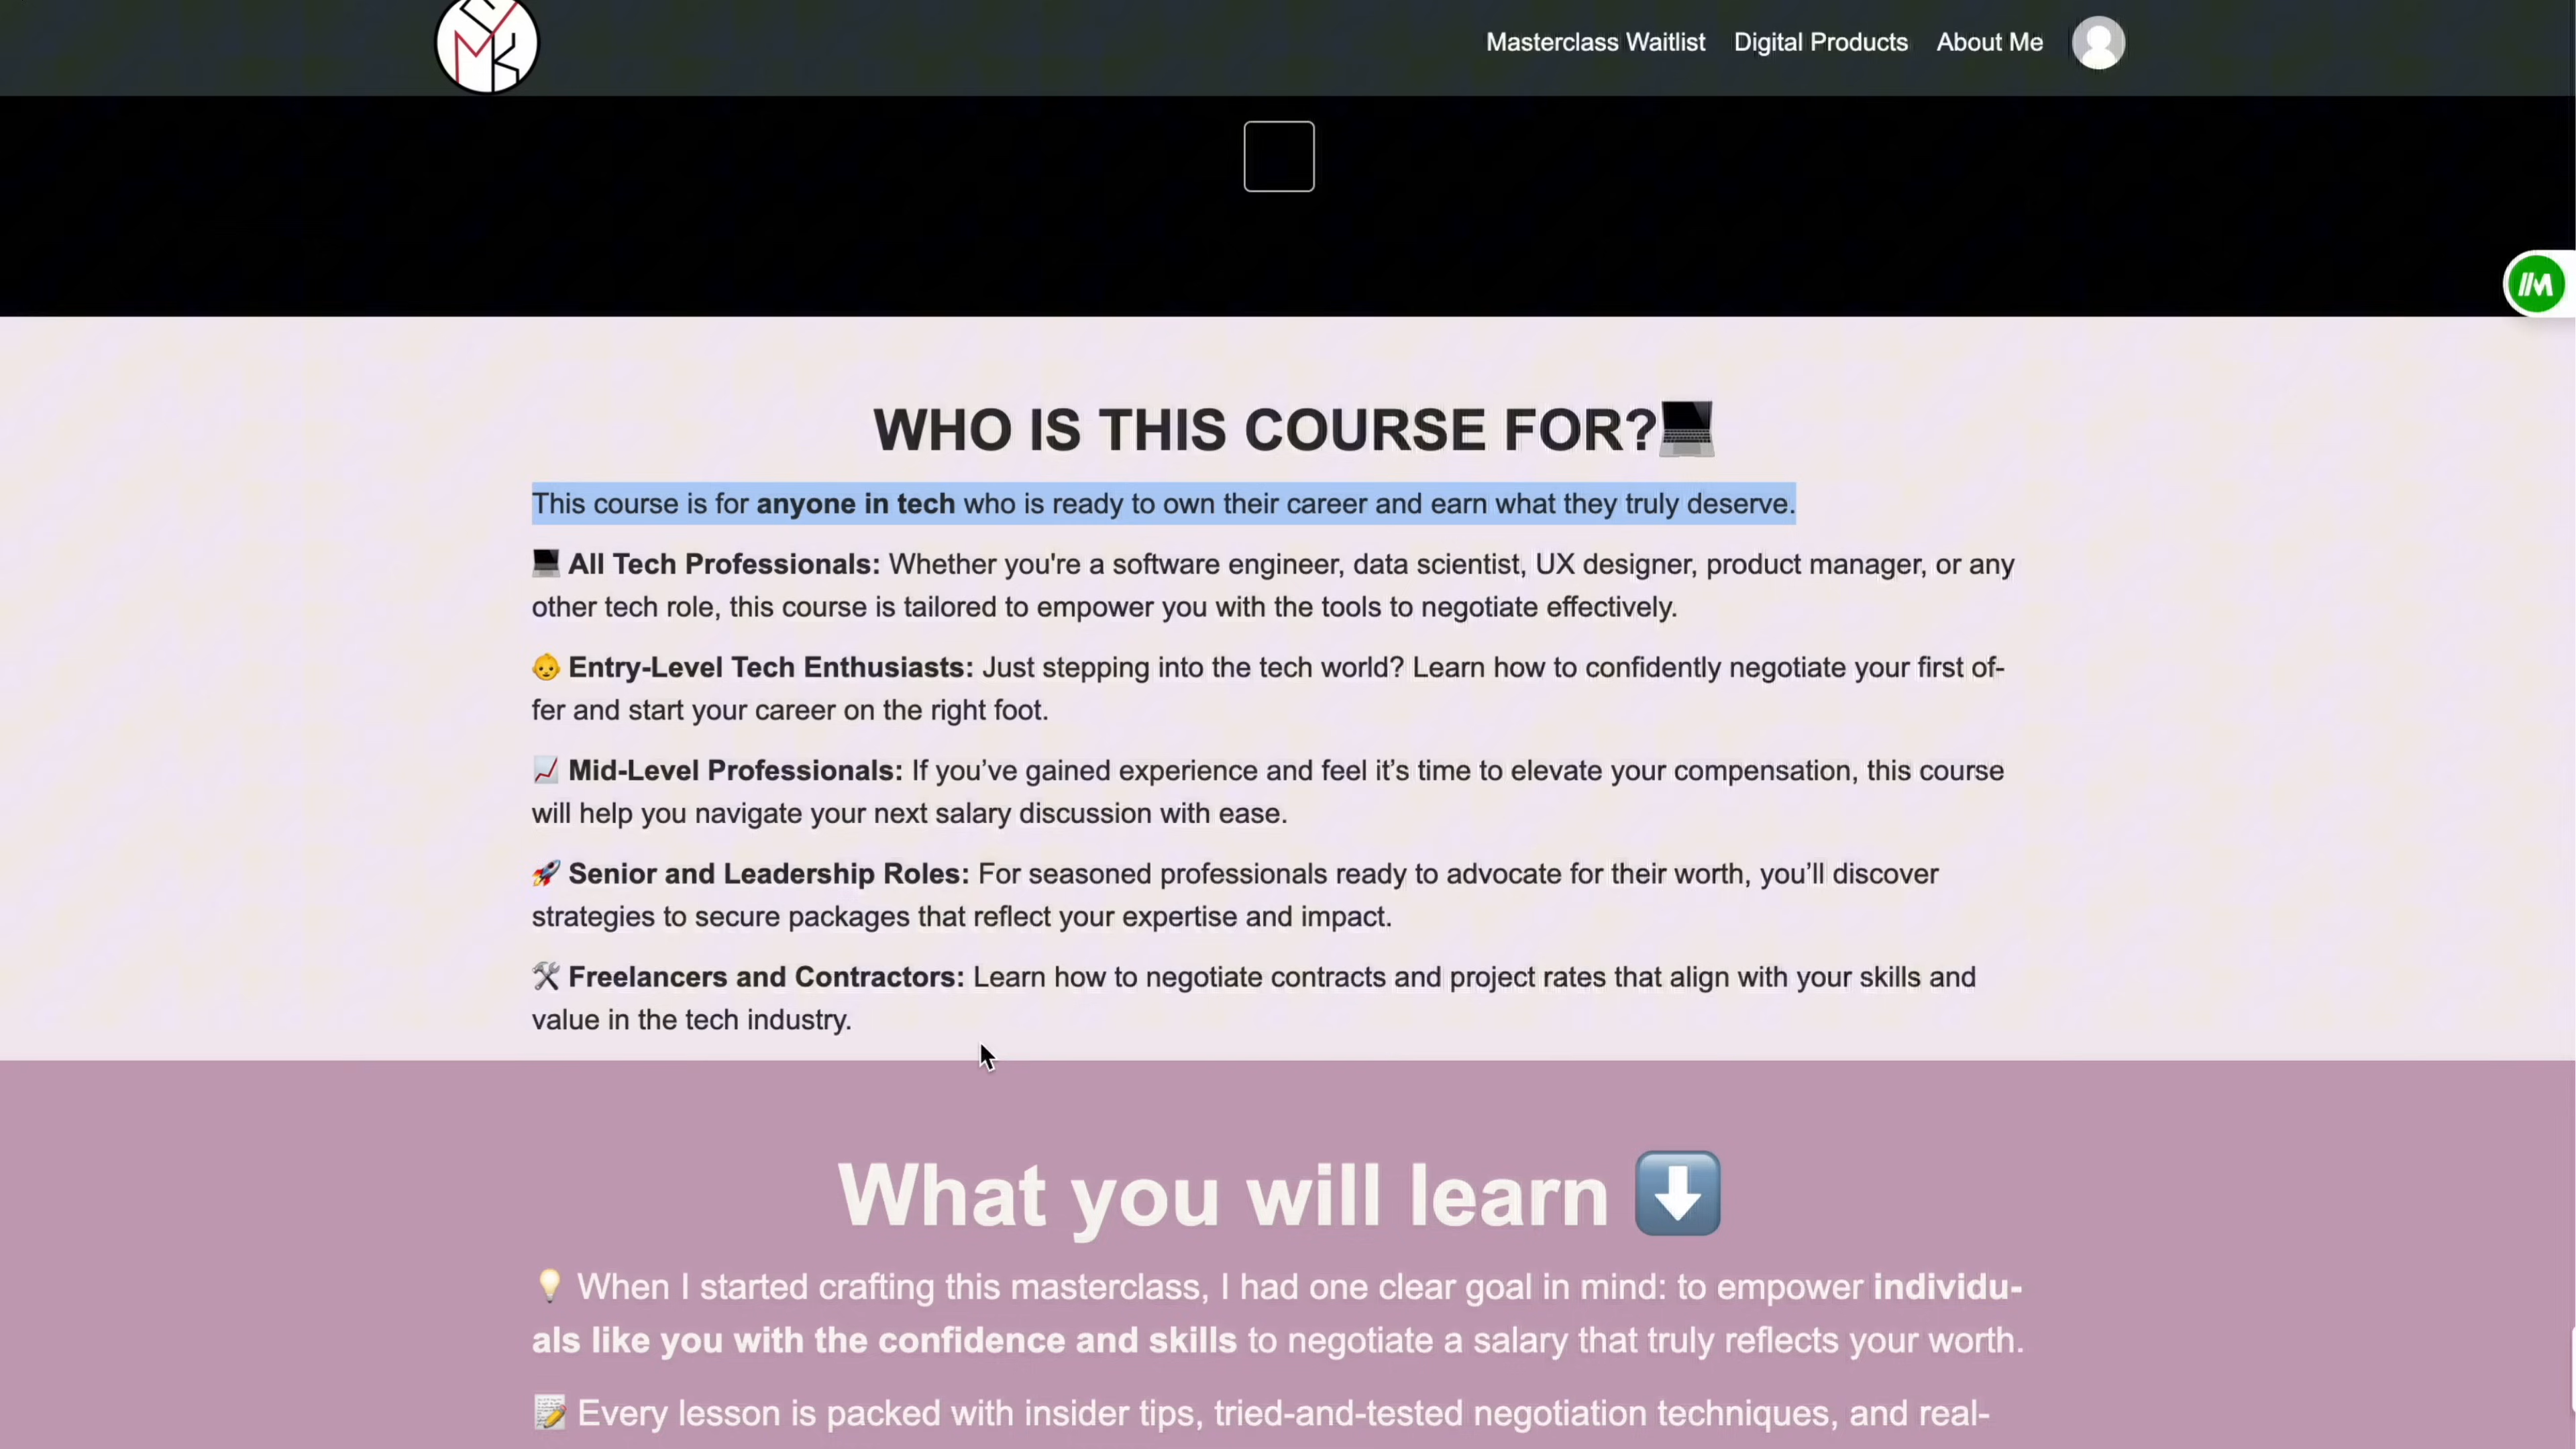 Masterclass Waitlist Digital Products About Me
WHO IS THIS COURSE FOR?💻
This course is for anyone in tech who is ready to own their career and earn what they truly deserve.
💻 All Tech Professionals: Whether you're a software engineer, data scientist, UX designer, product manager, or any
other tech role, this course is tailored to empower you with the tools to negotiate effectively.
👶 Entry-Level Tech Enthusiasts: Just stepping into the tech world? Learn how to confidently negotiate your first of-
fer and start your career on the right foot.
📈 Mid-Level Professionals: If you’ve gained experience and feel it’s time to elevate your compensation, this course
will help you navigate your next salary discussion with ease.
🚀 Senior and Leadership Roles: For seasoned professionals ready to advocate for their worth, you’ll discover
strategies to secure packages that reflect your expertise and impact.
🛠️ Freelancers and Contractors: Learn how to negotiate contracts and project rates that align with your skills and
value in the tech industry.
What you will learn ⬇️
💡 When I started crafting this masterclass, I had one clear goal in mind: to empower individu-
als like you with the confidence and skills to negotiate a salary that truly reflects your worth.
📝 Every lesson is packed with insider tips, tried-and-tested negotiation techniques, and real-